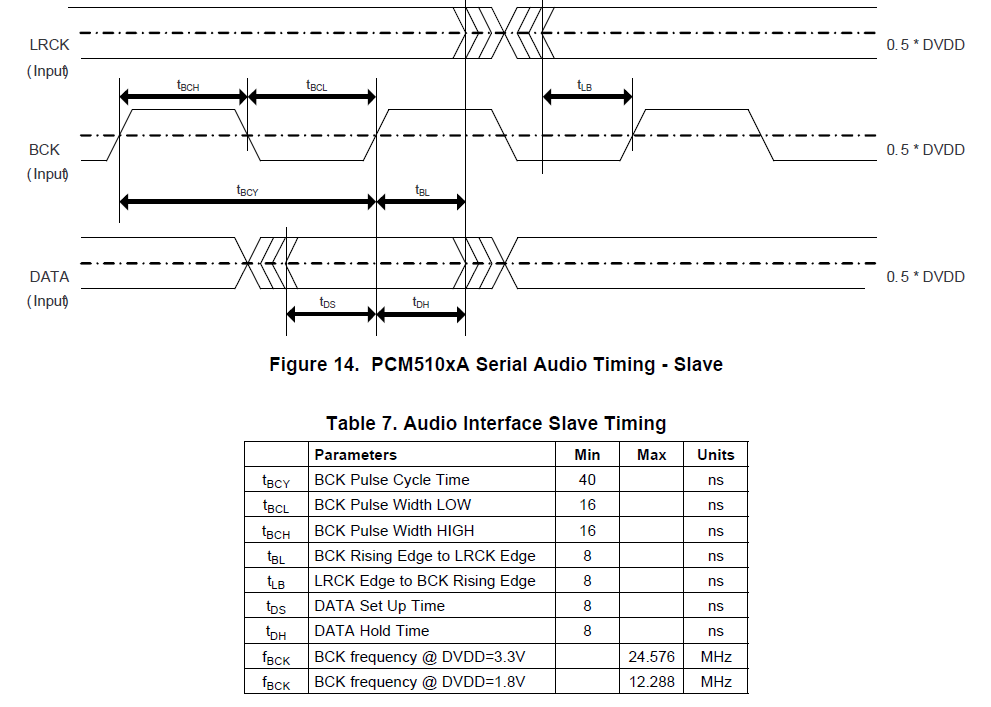 LRCK
(Input)
0.5 * DVDD
tBCH
tBCL
tLB
BCK
(Input)
0.5 * DVDD
tBCY
tBL
DATA
(Input)
0.5 * DVDD
tDS
tDH
Figure 14. PCM510xA Serial Audio Timing - Slave
Table 7. Audio Interface Slave Timing
Parameters Min Max Units
tBCY BCK Pulse Cycle Time 40 ns
tBCL BCK Pulse Width LOW 16 ns
tBCH BCK Pulse Width HIGH 16 ns
tBL BCK Rising Edge to LRCK Edge 8 ns
tLB LRCK Edge to BCK Rising Edge 8 ns
tDS DATA Set Up Time 8 ns
tDH DATA Hold Time 8 ns
fBCK BCK frequency @ DVDD=3.3V 24.576 MHz
fBCK BCK frequency @ DVDD=1.8V 12.288 MHz